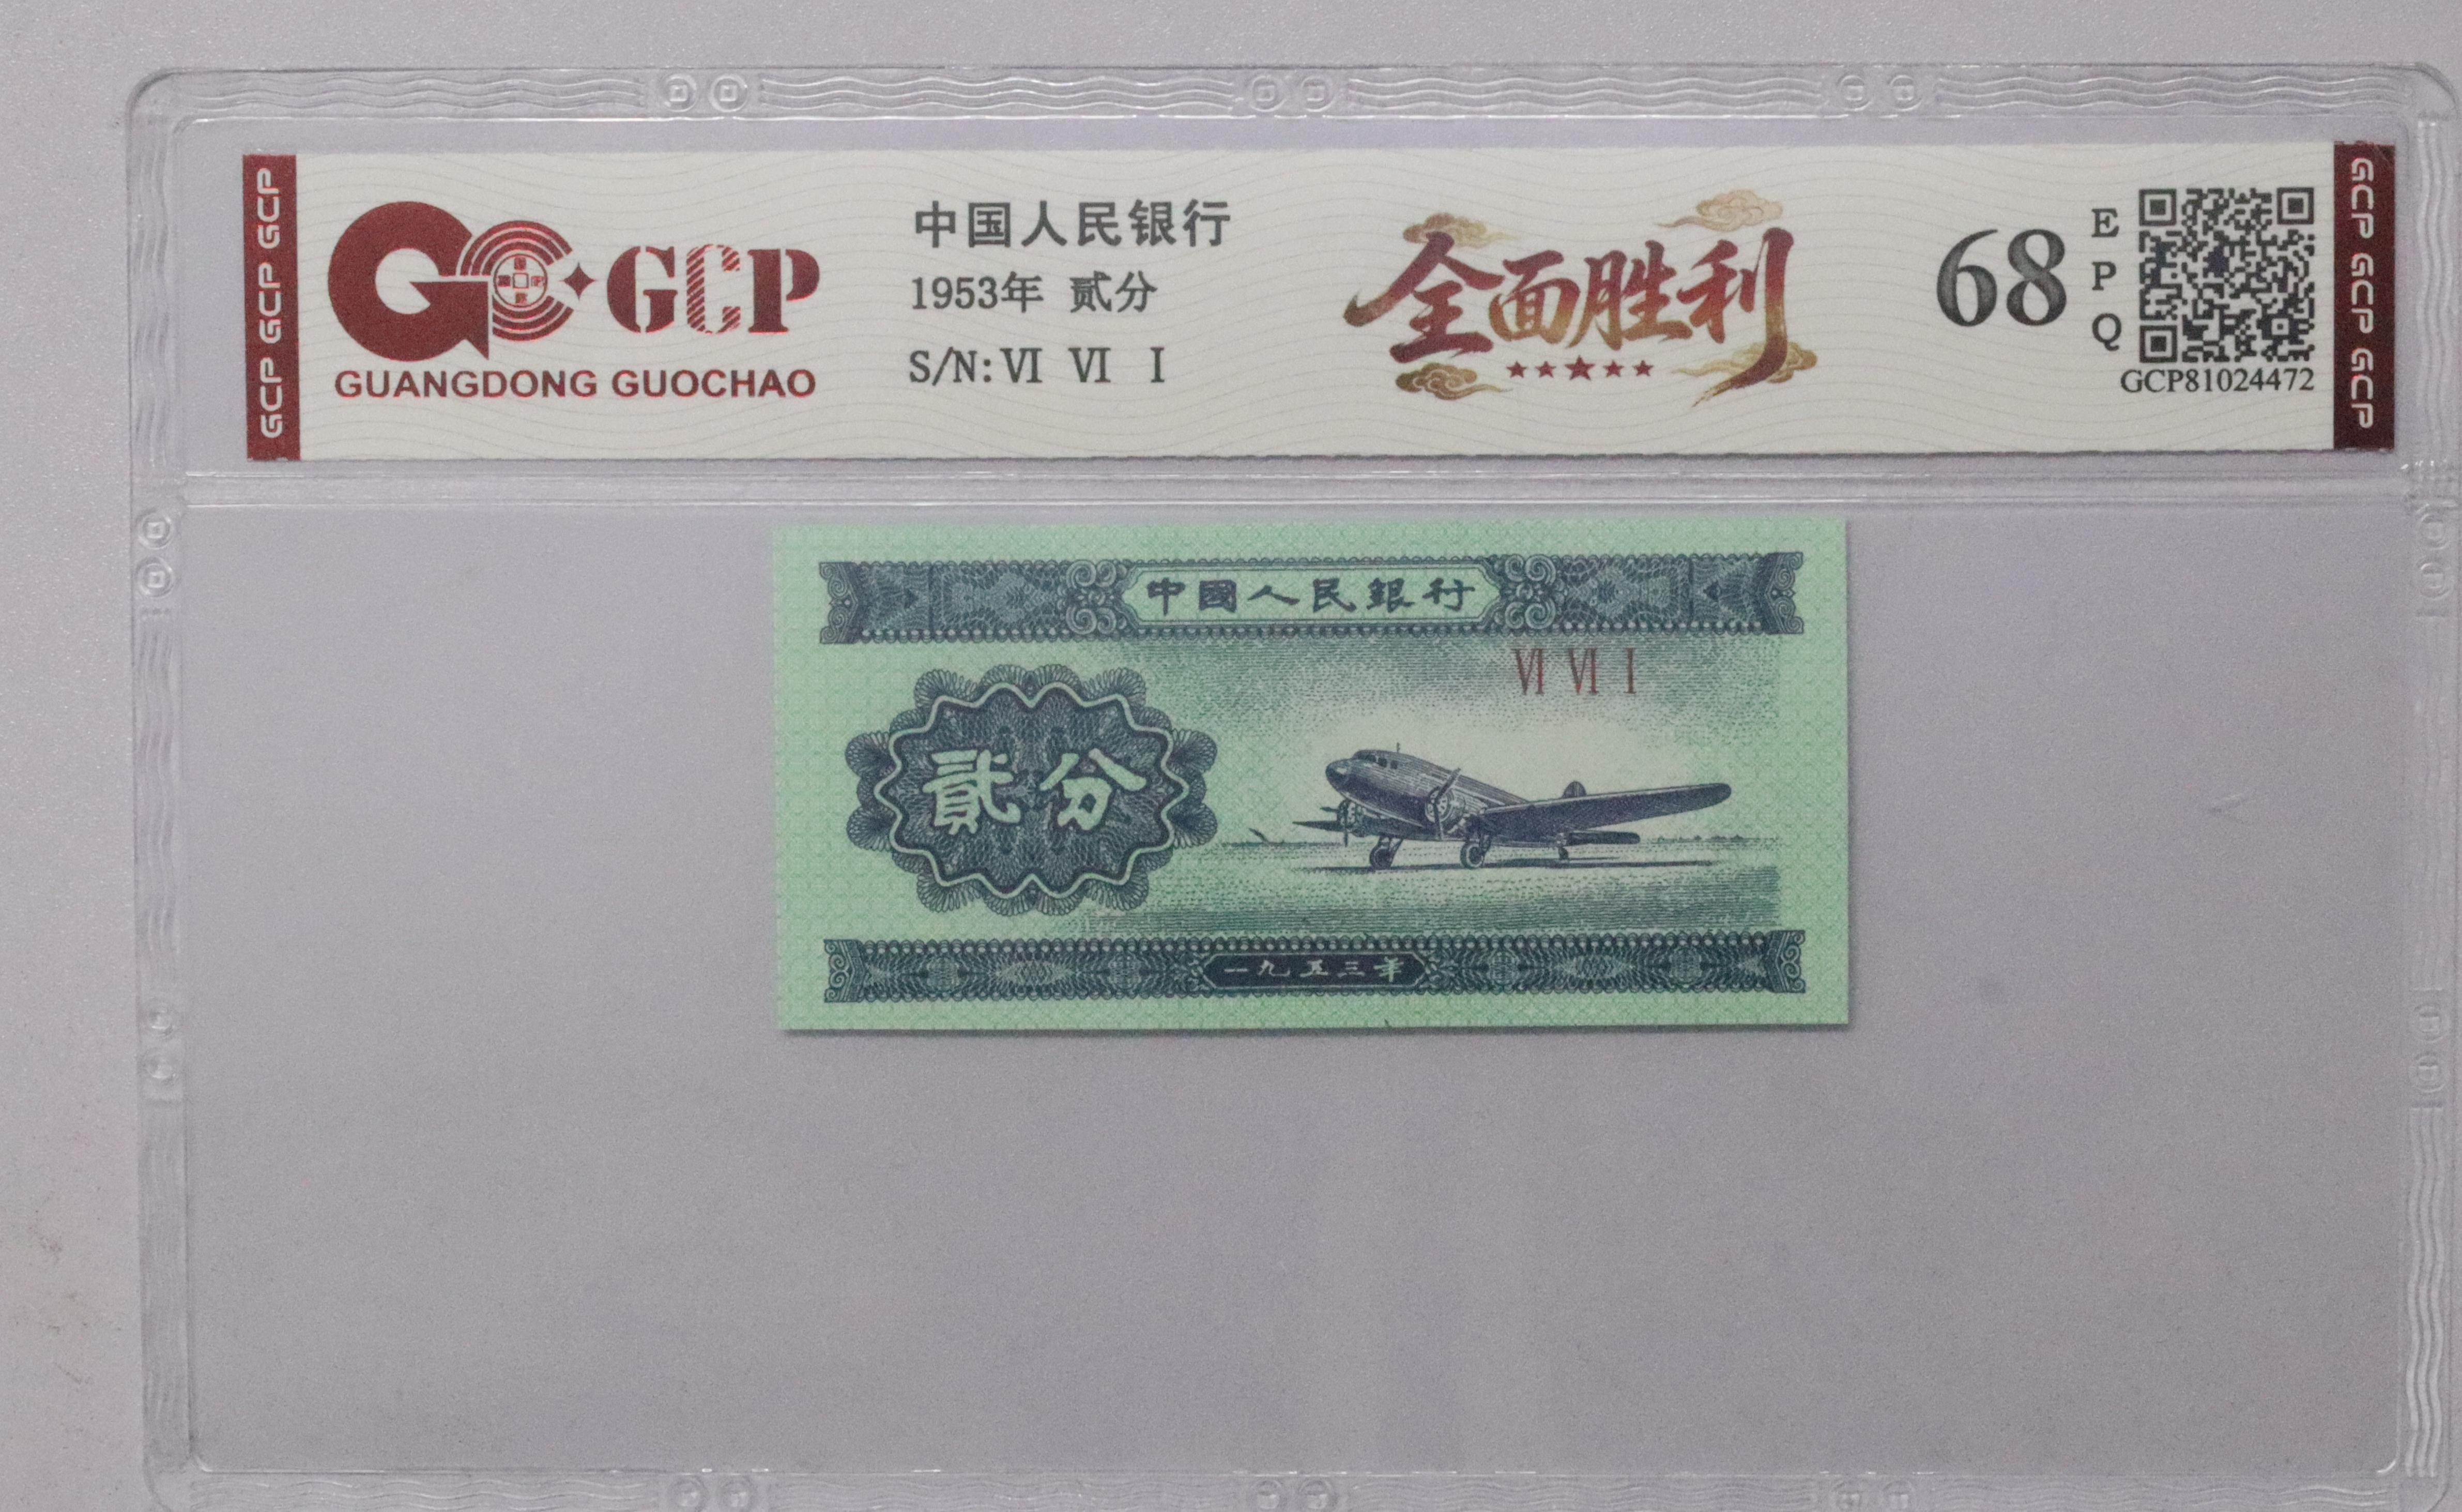 GCP GCP GCP
GCP
GUANGDONG GUOCHAO
中国人民银行
1953年 贰分
S/N: VI VI I
全面胜利
68
E
P
Q
GCP81024472
GCP GCP GCP
中國人民銀行
VI VI I
貳分
一九五三年